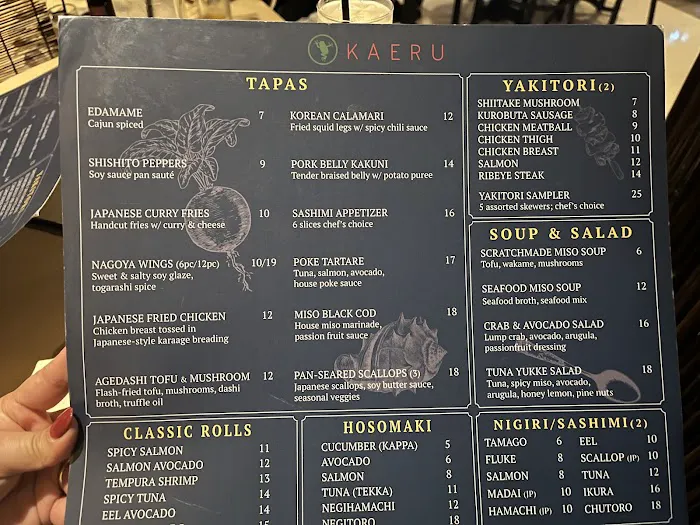 KAERU
TAPAS
EDAMAME 7
Cajun spiced
SHISHITO PEPPERS 9
Soy sauce pan sauté
JAPANESE CURRY FRIES 10
Handcut fries w/ curry & cheese
NAGOYA WINGS (6pc/12pc) 10/19
Sweet & salty soy glaze,
togarashi spice
JAPANESE FRIED CHICKEN 12
Chicken breast tossed in
Japanese-style karaage breading
AGEDASHI TOFU & MUSHROOM 12
Flash-fried tofu, mushrooms, dashi
broth, truffle oil
KOREAN CALAMARI 12
Fried squid legs w/ spicy chili sauce
PORK BELLY KAKUNI 14
Tender braised belly w/ potato puree
SASHIMI APPETIZER 16
6 slices chef's choice
POKE TARTARE 17
Tuna, salmon, avocado,
house poke sauce
MISO BLACK COD 18
House miso marinade,
passion fruit sauce
PAN-SEARED SCALLOPS (3) 18
Japanese scallops, soy butter sauce,
seasonal veggies
YAKITORI(2)
SHIITAKE MUSHROOM 7
KUROBUTA SAUSAGE 8
CHICKEN MEATBALL 9
CHICKEN THIGH 10
CHICKEN BREAST 11
SALMON 12
RIBEYE STEAK 14
YAKITORI SAMPLER 25
5 assorted skewers; chef's choice
SOUP & SALAD
SCRATCHMADE MISO SOUP 6
Tofu, wakame, mushrooms
SEAFOOD MISO SOUP 12
Seafood broth, seafood mix
CRAB & AVOCADO SALAD 16
Lump crab, avocado, arugula,
passionfruit dressing
TUNA YUKKE SALAD 18
Tuna, spicy miso, avocado,
arugula, honey lemon, pine nuts
CLASSIC ROLLS
SPICY SALMON 11
SALMON AVOCADO 12
TEMPURA SHRIMP 13
SPICY TUNA 14
EEL AVOCADO 14
15
HOSOMAKI
CUCUMBER (KAPPA) 5
AVOCADO 6
SALMON 8
TUNA (TEKKA) 11
NEGIHAMACHI 12
NEGITORO 18
NIGIRI/SASHIMI(2)
TAMAGO 6
FLUKE 8
SALMON 8
MADAI (JP) 10
HAMACHI (JP) 10
EEL 10
SCALLOP (JP) 10
TUNA 12
IKURA 16
CHUTORO 18